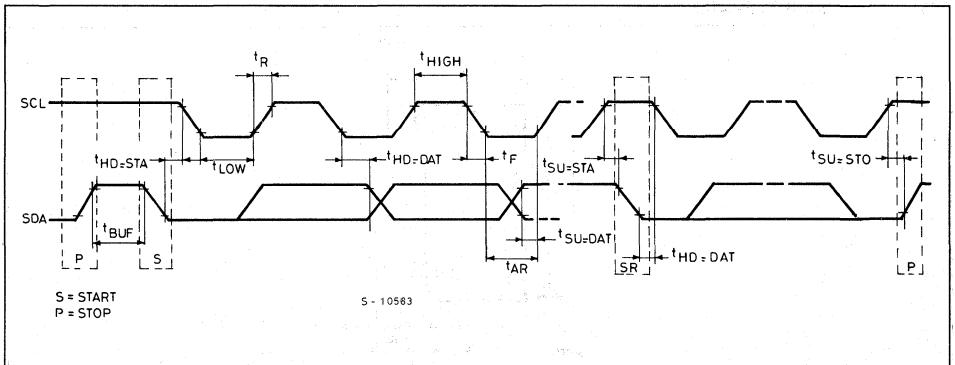 tR
tHIGH
SCL
tHD=STA
tLOW
tHD=DAT
tF
tSU=STA
tSU=STO
SDA
tBUF
tSU=DAT
tAR
tHD=DAT
P
S
SR
P
S = START
P = STOP
S - 10563